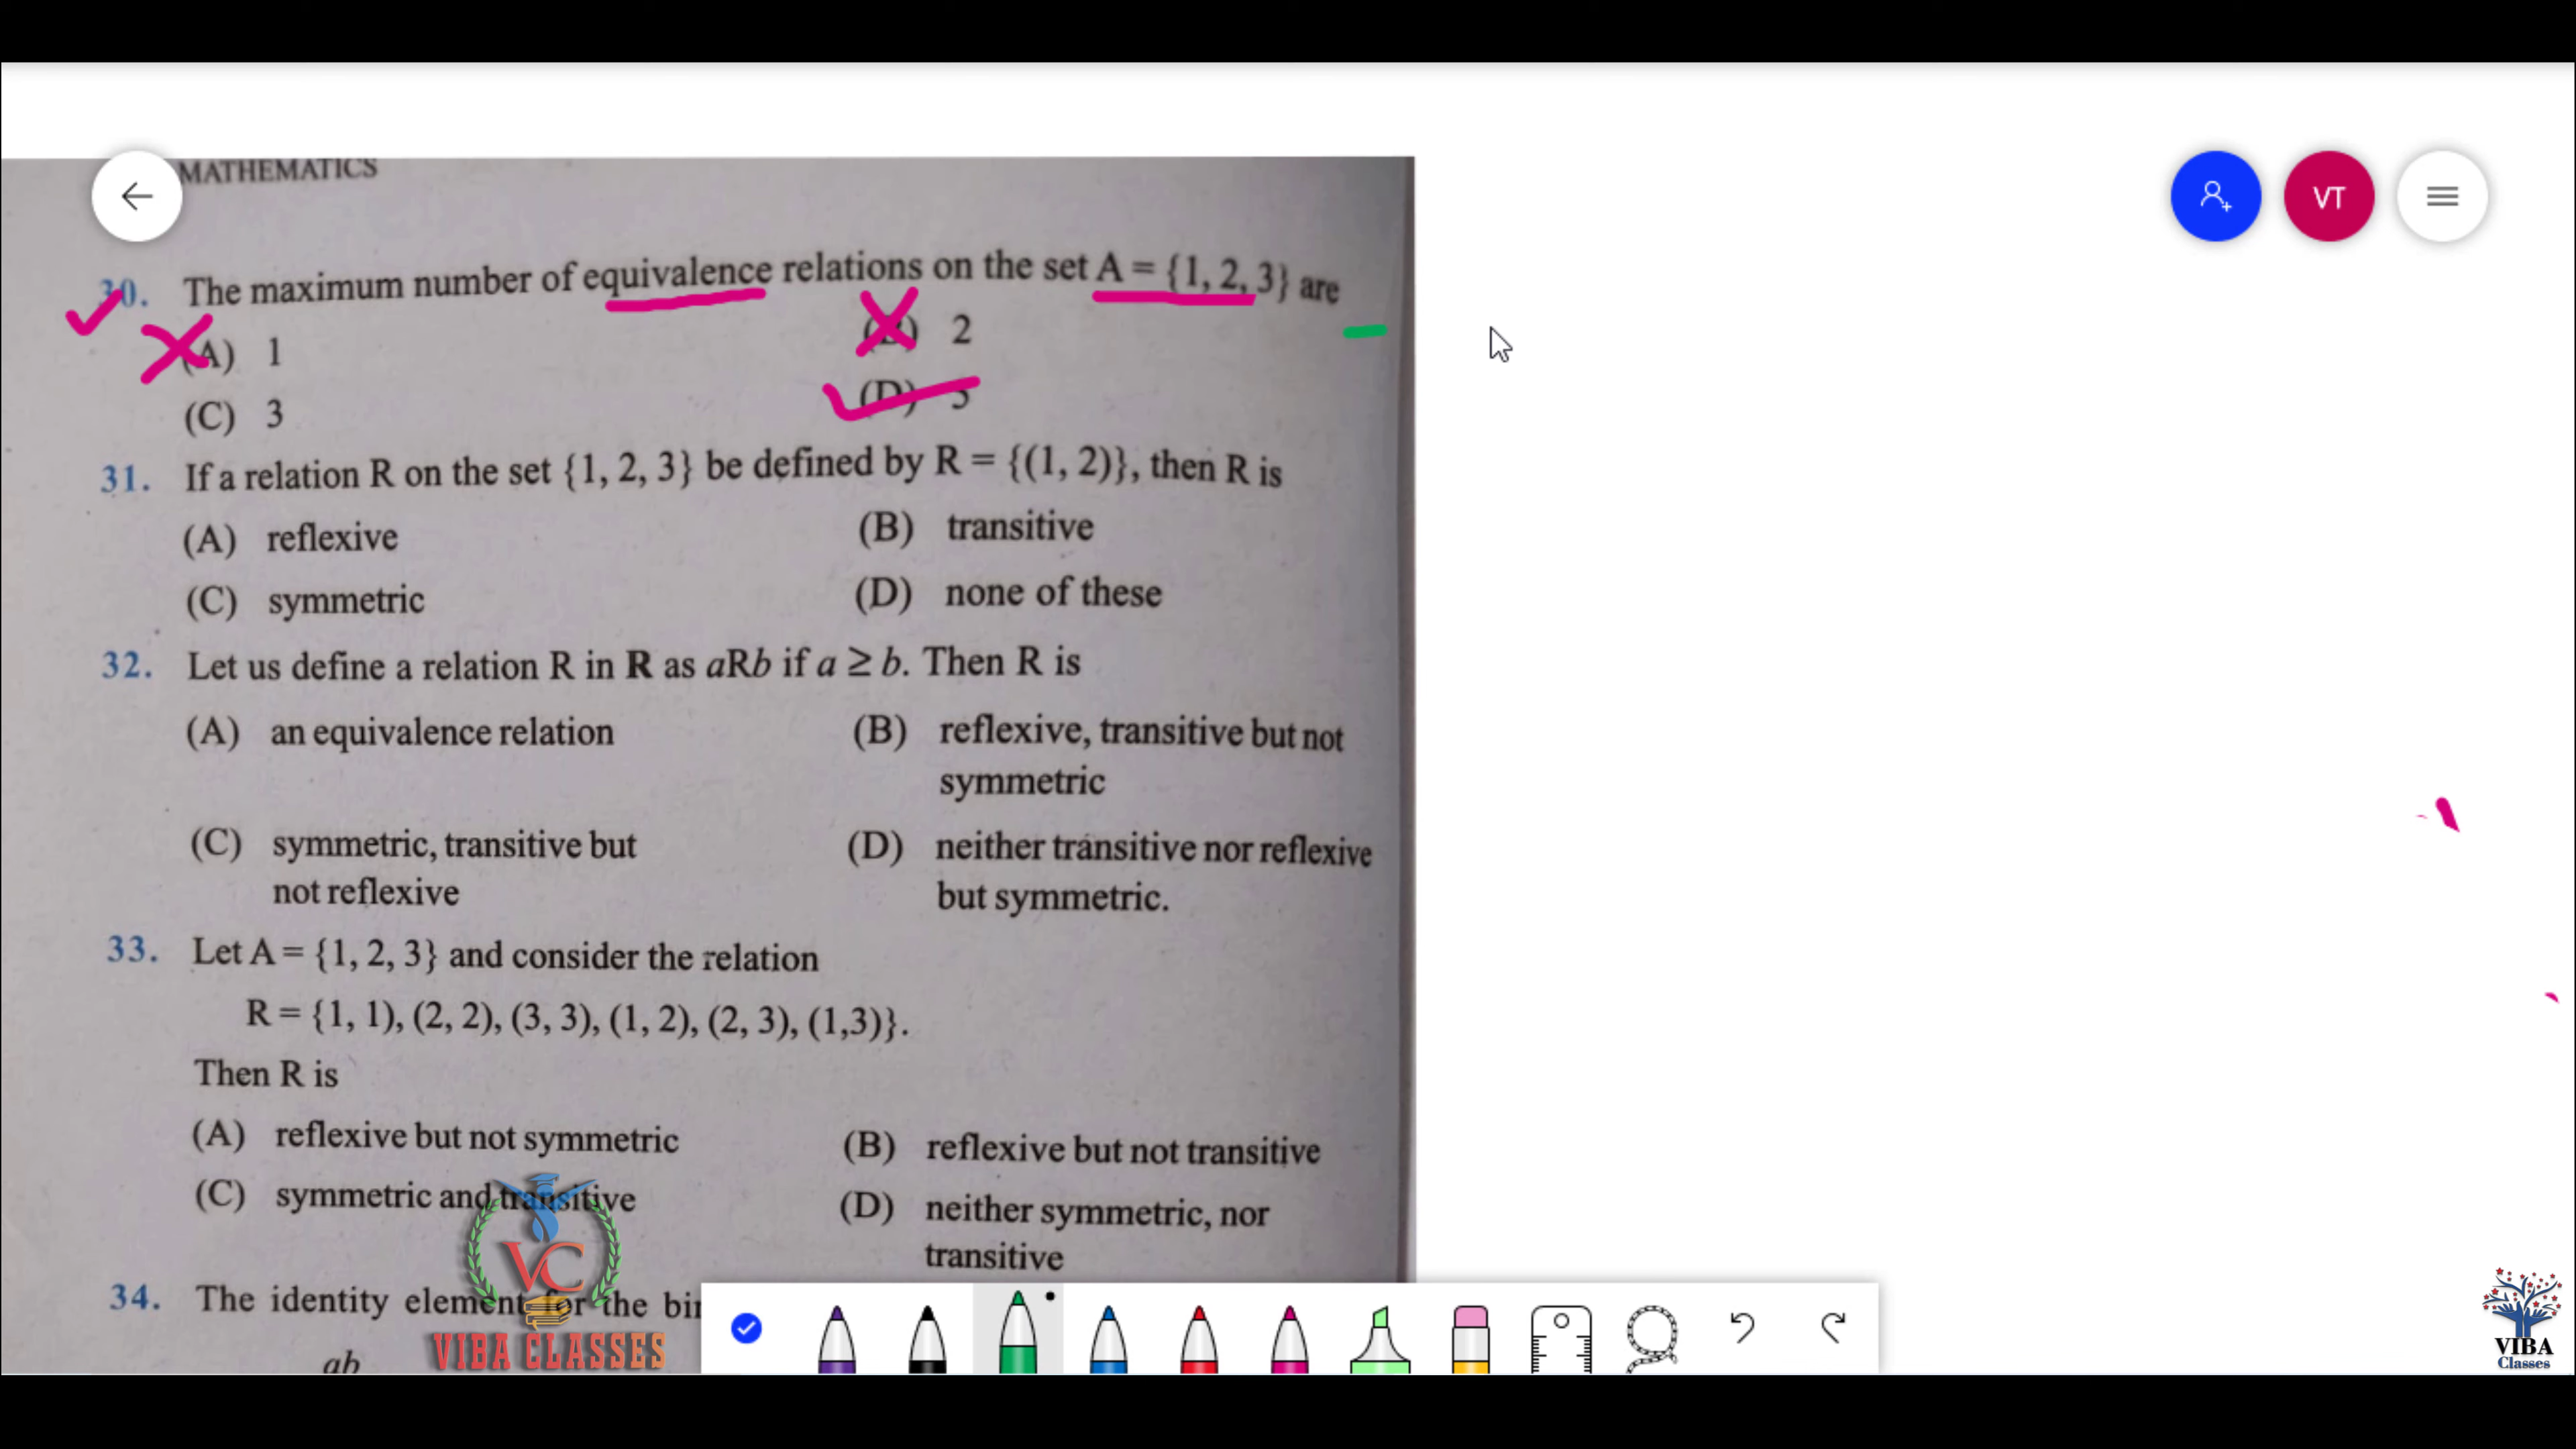 MATHEMATICS
VT
30. The maximum number of equivalence relations on the set A = {1, 2, 3} are
(A) 1
2
(C) 3
(D) 5
31. If a relation R on the set {1, 2, 3} be defined by R = {(1, 2)}, then R is
(A) reflexive
(B) transitive
(C) symmetric
(D) none of these
32. Let us define a relation R in R as aRb if a ≥ b. Then R is
(A) an equivalence relation
(B) reflexive, transitive but not
symmetric
(C) symmetric, transitive but
not reflexive
(D) neither transitive nor reflexive
but symmetric.
33. Let A = {1, 2, 3} and consider the relation
R = {1, 1), (2, 2), (3, 3), (1, 2), (2, 3), (1,3)}.
Then R is
(A) reflexive but not symmetric
(B) reflexive but not transitive
(C) symmetric and transitive
(D) neither symmetric, nor
transitive
34. The identity element for the bin
ab
VC
VIBA CLASSES
VIBA
Classes